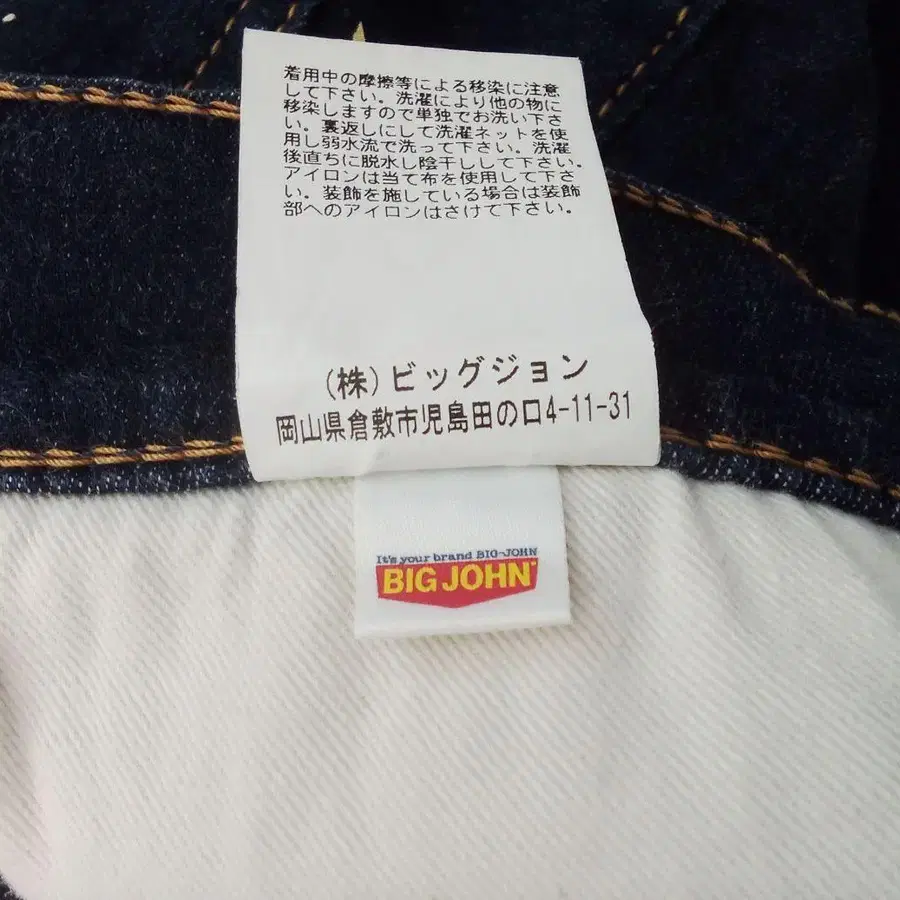 着用中の摩擦等による移染に注意
して下さい。洗濯により他の物に
移染しますので単独でお洗い下さ
い。裏返しにして洗濯ネットを使
用し弱水流で洗って下さい。洗濯
後直ちに脱水し陰干しして下さい。
アイロンは当て布を使用して下さ
い。装飾を施している場合は装飾
部へのアイロンはさけて下さい。
(株)ビッグジョン
岡山県倉敷市児島田の口4-11-31
It's your brand BIG-JOHN
BIG JOHN